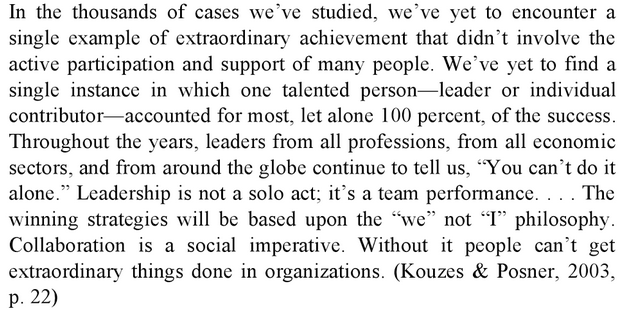 In the thousands of cases we’ve studied, we’ve yet to encounter a
single example of extraordinary achievement that didn’t involve the
active participation and support of many people. We’ve yet to find a
single instance in which one talented person—leader or individual
contributor—accounted for most, let alone 100 percent, of the success.
Throughout the years, leaders from all professions, from all economic
sectors, and from around the globe continue to tell us, “You can’t do it
alone.” Leadership is not a solo act; it’s a team performance. . . . The
winning strategies will be based upon the “we” not “I” philosophy.
Collaboration is a social imperative. Without it people can’t get
extraordinary things done in organizations. (Kouzes & Posner, 2003,
p. 22)